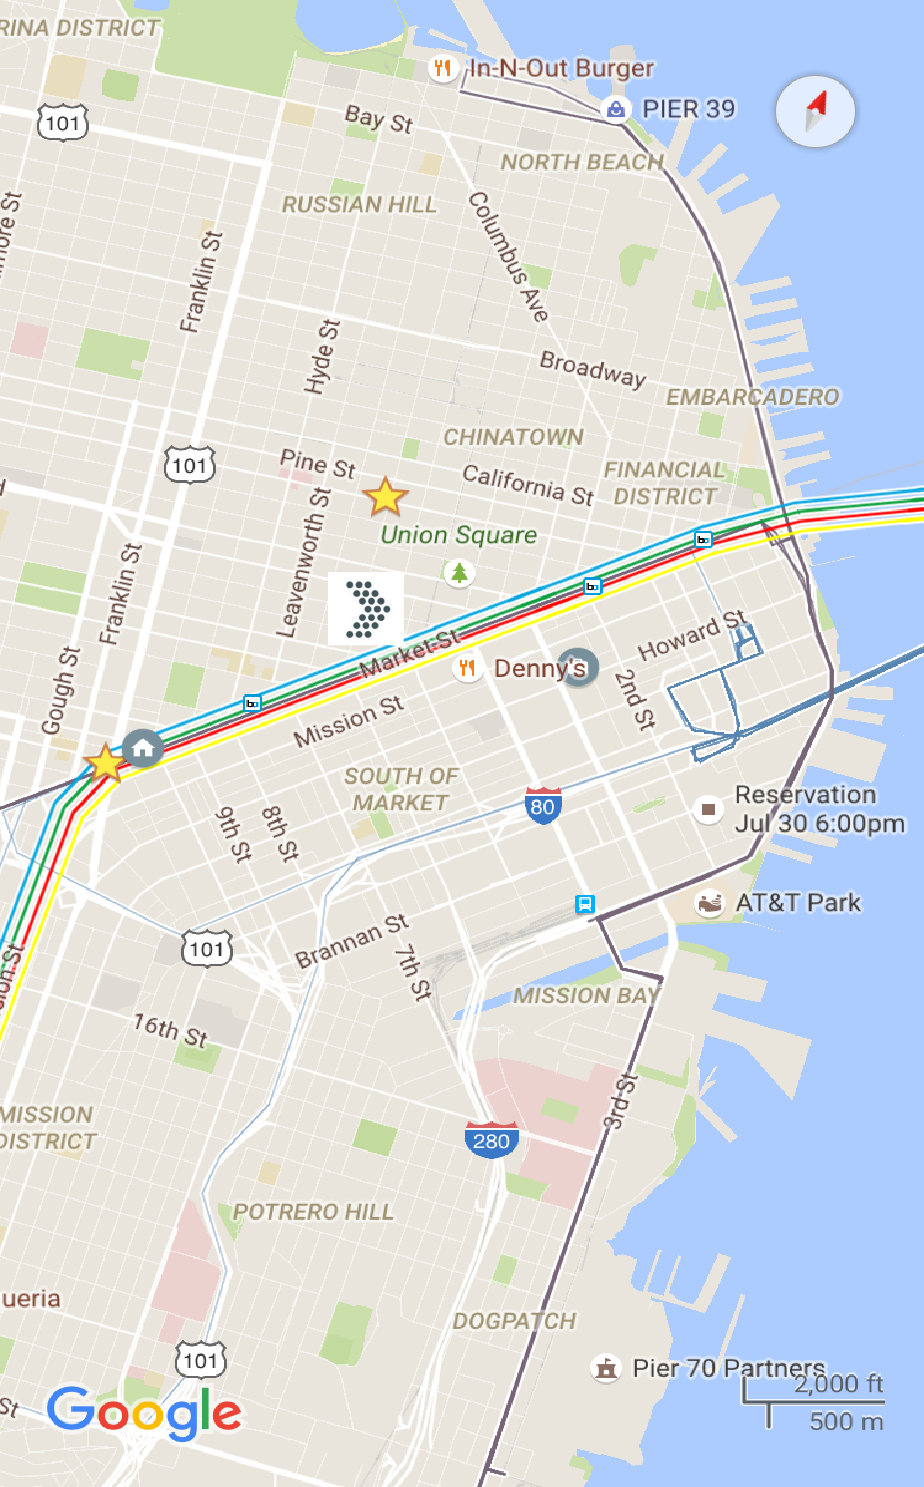 RINA DISTRICT
In-N-Out Burger
101
Bay St
PIER 39
NORTH BEACH
RUSSIAN HILL
Columbus Ave
Franklin St
Hyde St
Broadway
EMBARCADERO
CHINATOWN
101
Pine St
California St
FINANCIAL
DISTRICT
Union Square
Leavenworth St
Franklin St
Howard St
Market St
Denny's
Gough St
2nd St
Mission St
SOUTH OF
MARKET
80
Reservation
Jul 30 6:00pm
9th St
8th St
AT&T Park
101
Brannan St
7th St
MISSION BAY
16th St
3rd St
MISSION
DISTRICT
280
POTRERO HILL
ueria
DOGPATCH
101
Pier 70 Partners
2,000 ft
500 m
St
Google